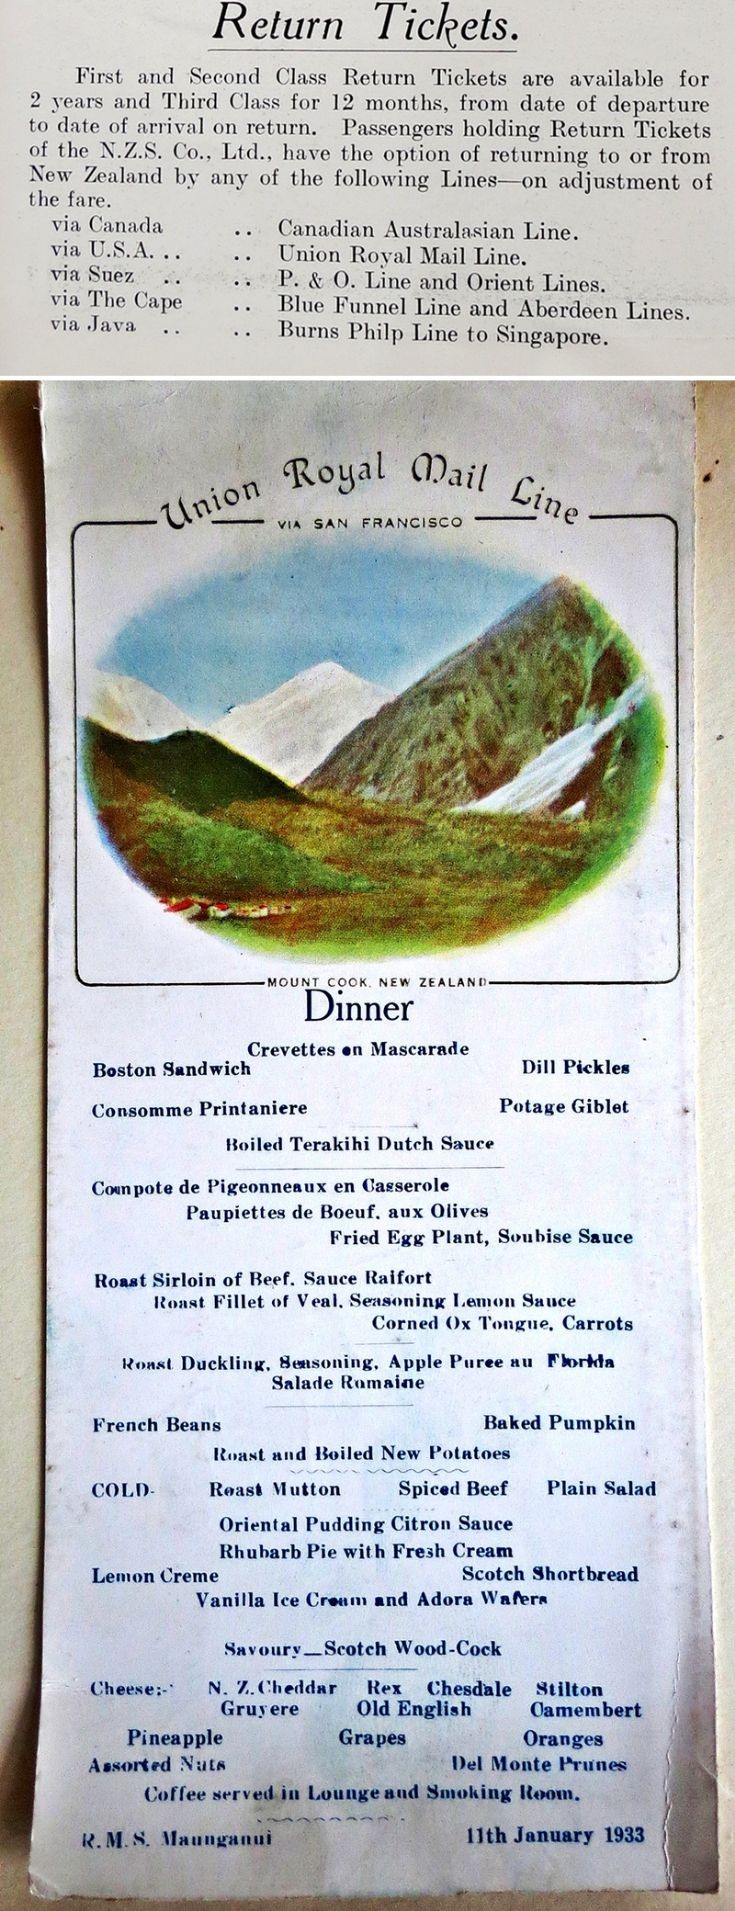 Return Tickets.
First and Second Class Return Tickets are available for
2 years and Third Class for 12 months, from date of departure
to date of arrival on return. Passengers holding Return Tickets
of the N.Z.S. Co., Ltd., have the option of returning to or from
New Zealand by any of the following Lines—on adjustment of
the fare.
via Canada .. Canadian Australasian Line.
via U.S.A. .. .. Union Royal Mail Line.
via Suez .. .. P. & O. Line and Orient Lines.
via The Cape .. Blue Funnel Line and Aberdeen Lines.
via Java .. .. Burns Philp Line to Singapore.
Union Royal Mail Line
VIA SAN FRANCISCO
MOUNT COOK, NEW ZEALAND
Dinner
Crevettes en Mascarade
Boston Sandwich Dill Pickles
Consomme Printaniere Potage Giblet
Boiled Terakihi Dutch Sauce
Compote de Pigeonneaux en Casserole
Paupiettes de Boeuf, aux Olives
Fried Egg Plant, Soubise Sauce
Roast Sirloin of Beef, Sauce Raifort
Roast Fillet of Veal, Seasoning Lemon Sauce
Corned Ox Tongue, Carrots
Roast Duckling, Seasoning, Apple Puree au Florida
Salade Romaine
French Beans Baked Pumpkin
Roast and Boiled New Potatoes
COLD- Roast Mutton Spiced Beef Plain Salad
Oriental Pudding Citron Sauce
Rhubarb Pie with Fresh Cream
Lemon Creme Scotch Shortbread
Vanilla Ice Cream and Adora Wafers
Savoury—Scotch Wood-Cock
Cheese:- N. Z. Cheddar Rex Chesdale Stilton
Gruyere Old English Camembert
Pineapple Grapes Oranges
Assorted Nuts Del Monte Prunes
Coffee served in Lounge and Smoking Room.
R.M.S. Maunganui 11th January 1933